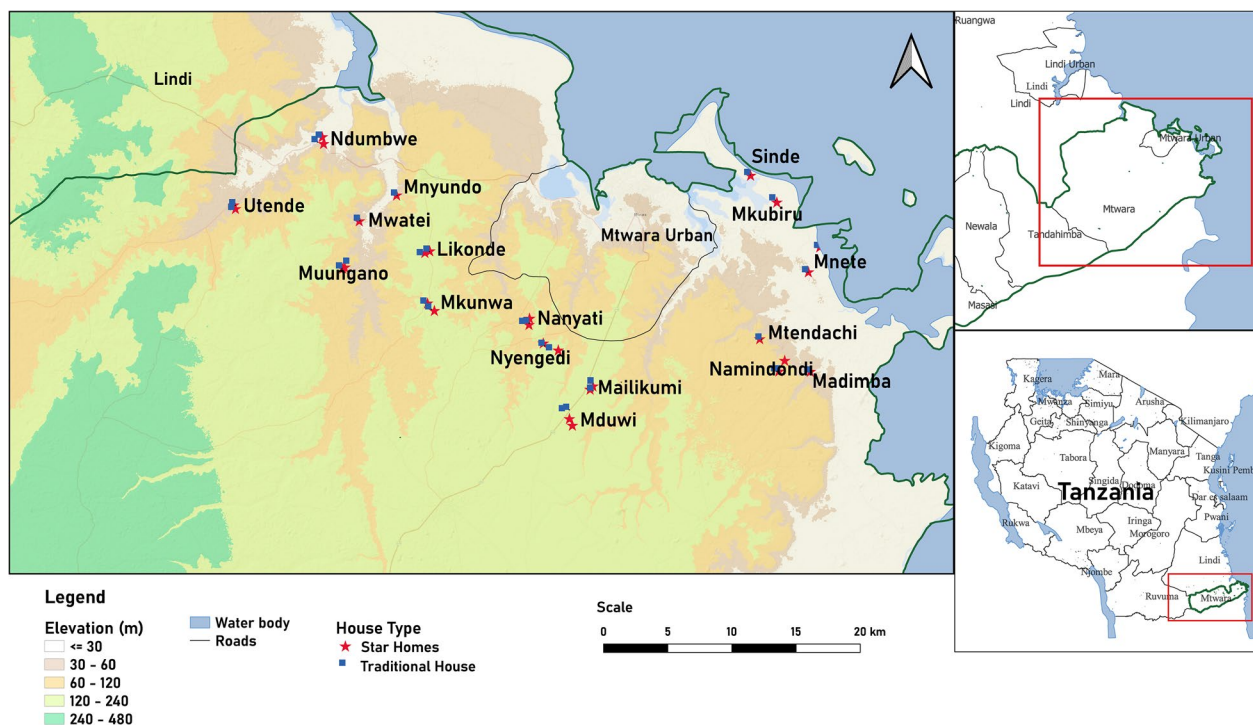 Lindi
Ndumbwe
Mnyundo
Utende
Mwatei
Likonde
Muungano
Mkunwa
Nanyati
Nyengedi
Mailikumi
Mduwi
Mtwara Urban
Sinde
Mkubiru
Mnete
Mtendachi
Namindondi
Madimba
Ruangwa
Lindi Urban
Lindi
Lindi
Mtwara Urban
Mtwara
Newala
Tandahimba
Masasi
Kagera
Mara
Mwanza
Simiyu
Arusha
Geita
Shinyanga
Kilimanjaro
Kigoma
Tabora
Manyara
Tanga
Kusini Pemb
Katavi
Singida
Dodoma
Tanzania
Dar es salaam
Pwani
Rukwa
Mbeya
Iringa
Morogoro
Njombe
Lindi
Ruvuma
Mtwara
Legend
Elevation (m)
<= 30
30 - 60
60 - 120
120 - 240
240 - 480
Water body
Roads
House Type
Star Homes
Traditional House
Scale
0 5 10 15 20 km